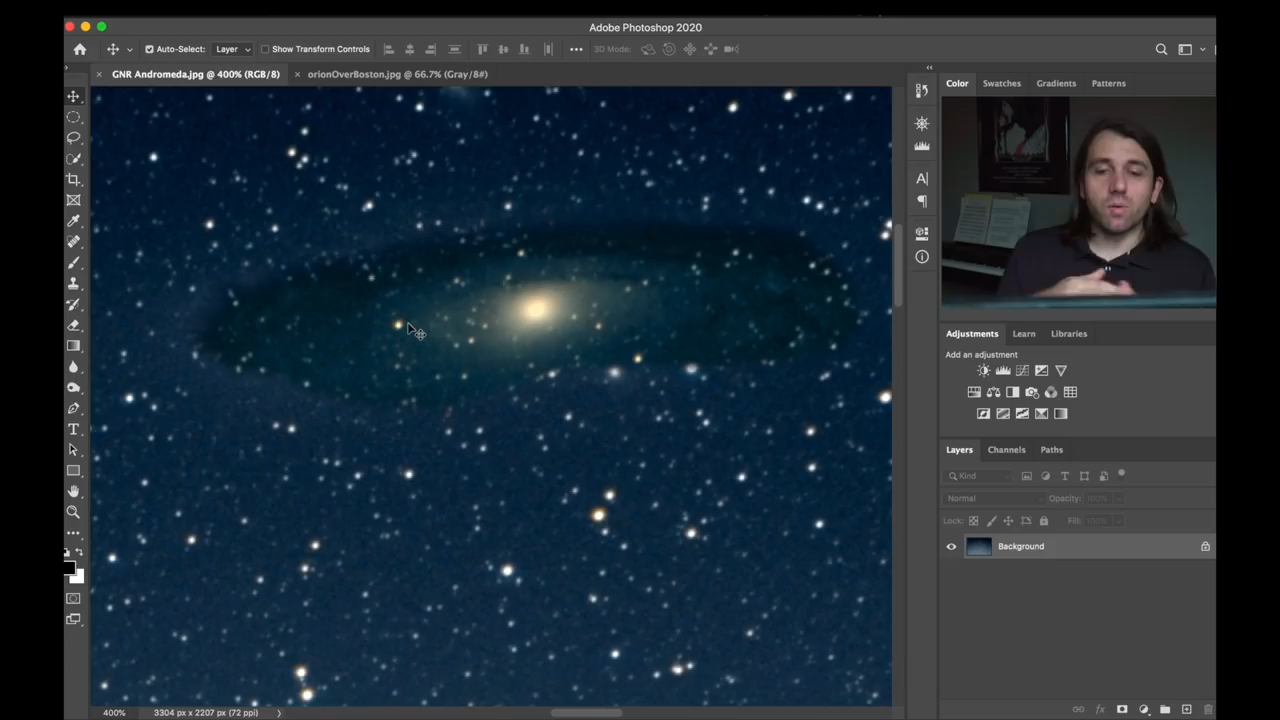 Adobe Photoshop 2020
Auto-Select: Layer Show Transform Controls 3D Mode:
GNR Andromeda.jpg @ 400% (RGB/8) orionOverBoston.jpg @ 66.7% (Gray/8#)
Color Swatches Gradients Patterns
Adjustments Learn Libraries
Add an adjustment
Layers Channels Paths
Kind
Normal Opacity: 100%
Lock: Fill: 100%
Background
400% 3304 px x 2207 px (72 ppi)